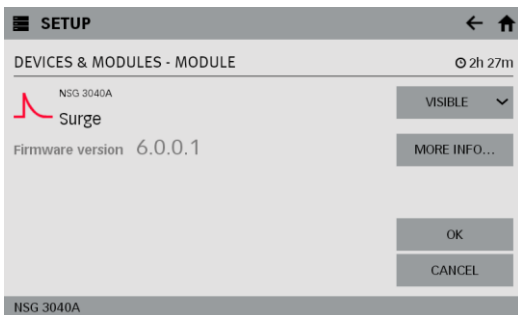 SETUP
DEVICES & MODULES - MODULE
2h 27m
NSG 3040A
Surge
VISIBLE
Firmware version 6.0.0.1
MORE INFO...
OK
CANCEL
NSG 3040A